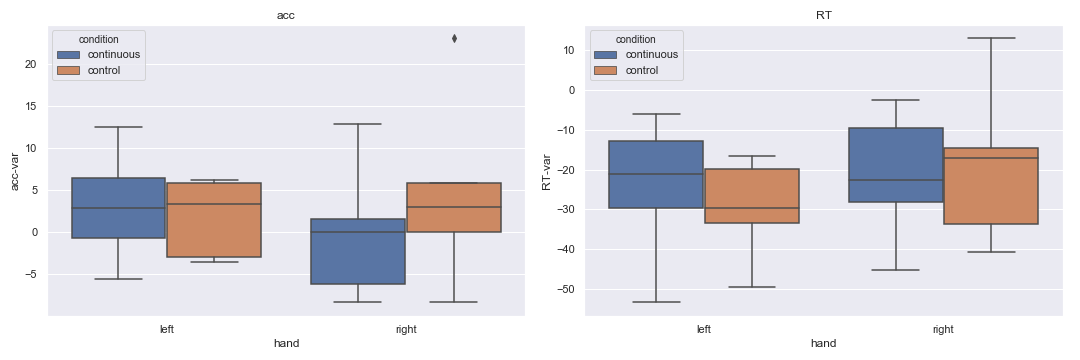 acc
condition
continuous
control
20
15
10
5
0
−5
acc-var
left
right
hand
RT
condition
continuous
control
10
0
−10
−20
−30
−40
−50
RT-var
left
right
hand